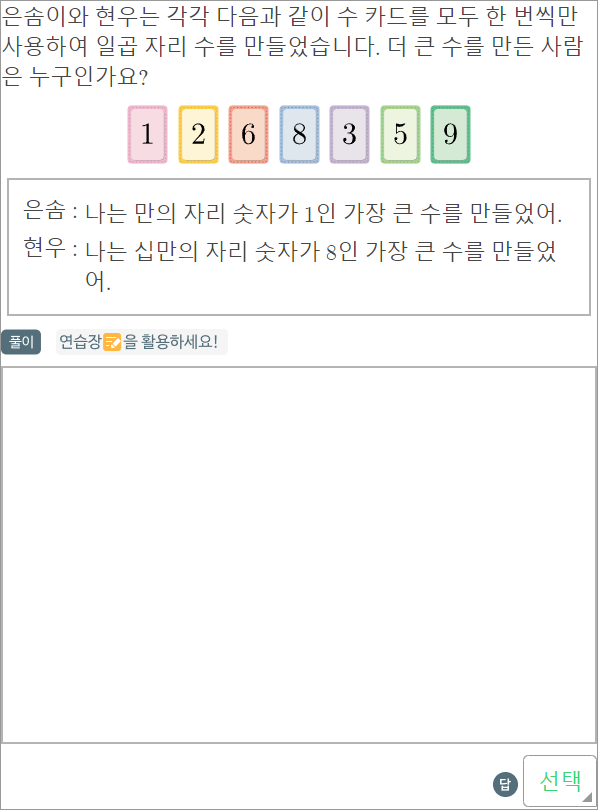 은솜이와 현우는 각각 다음과 같이 수 카드를 모두 한 번씩만
사용하여 일곱 자리 수를 만들었습니다. 더 큰 수를 만든 사람
은 누구인가요?
1 2 6 8 3 5 9
은솜 : 나는 만의 자리 숫자가 1인 가장 큰 수를 만들었어.
현우 : 나는 십만의 자리 숫자가 8인 가장 큰 수를 만들었
어.
풀이 연습장을 활용하세요!
답 선택